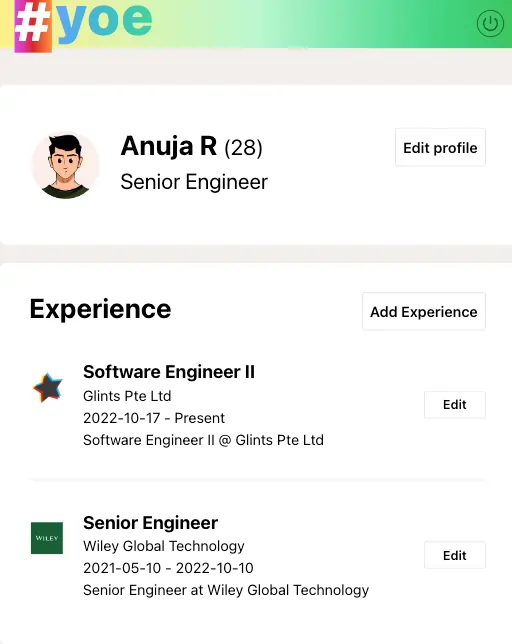 #yoe
Anuja R (28)
Edit profile
Senior Engineer
Experience
Add Experience
Software Engineer II
Glints Pte Ltd
2022-10-17 - Present
Edit
Software Engineer II @ Glints Pte Ltd
WILEY
Senior Engineer
Wiley Global Technology
2021-05-10 - 2022-10-10
Edit
Senior Engineer at Wiley Global Technology